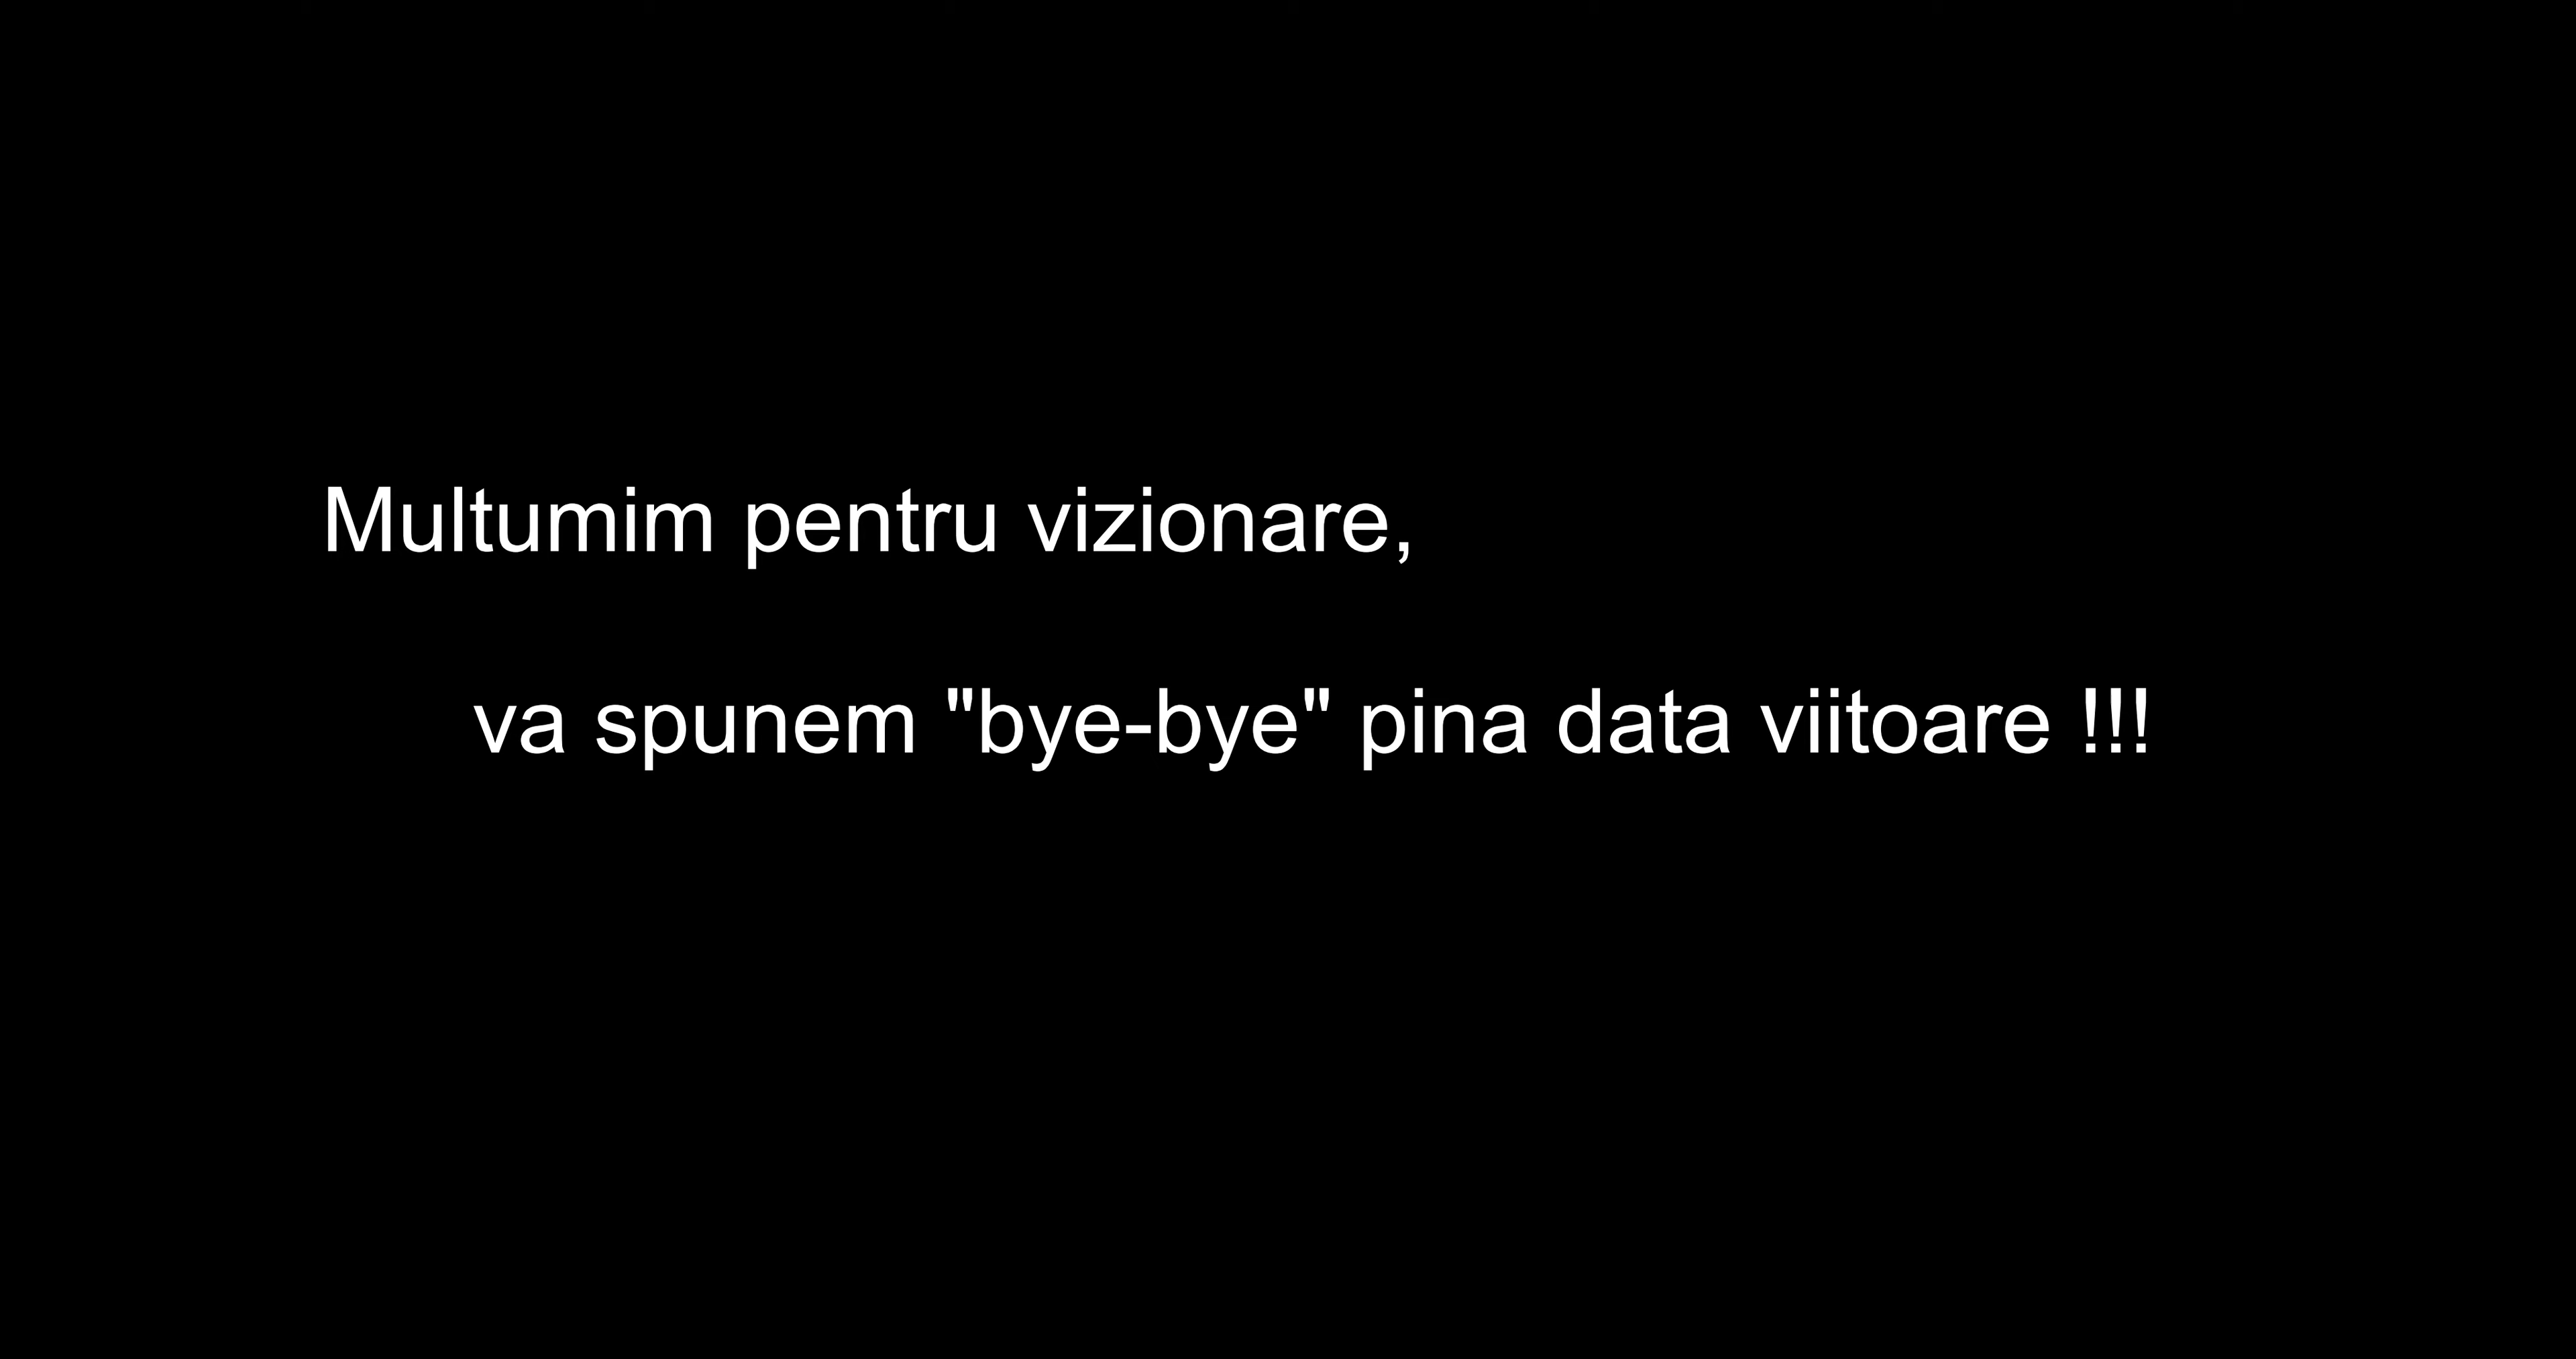 Multumim pentru vizionare,
va spunem "bye-bye" pina data viitoare !!!